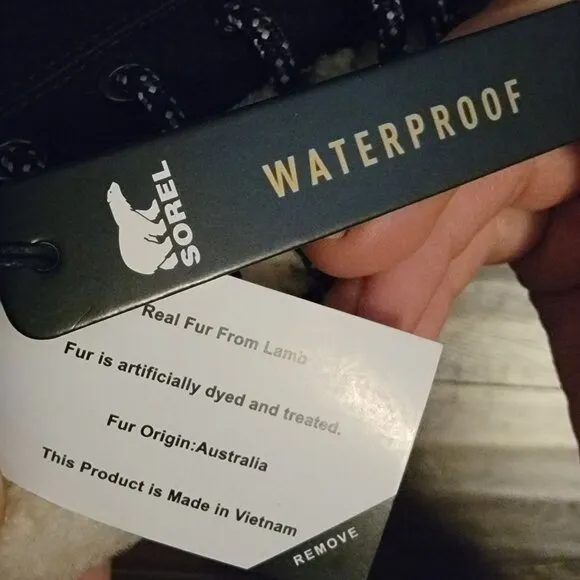 SOREL
WATERPROOF
Real Fur From Lamb
Fur is artificially dyed and treated.
Fur Origin:Australia
This Product is Made in Vietnam
REMOVE